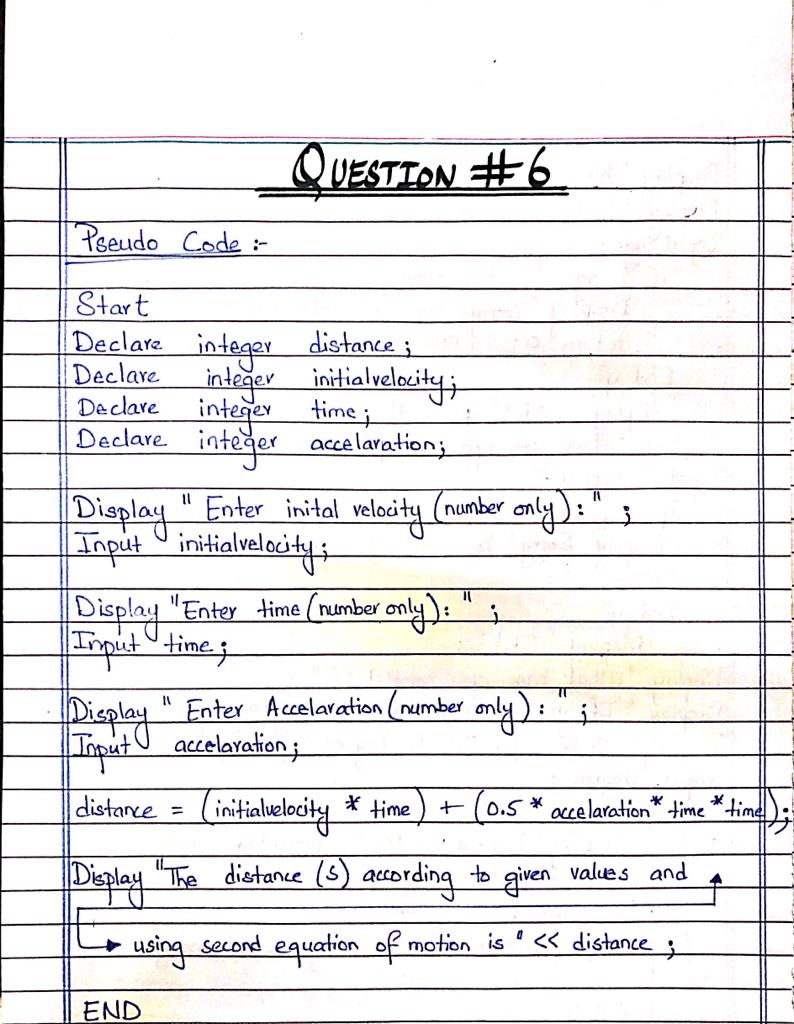 QUESTION #6
Pseudo Code :-
Start
Declare integer distance ;
Declare integer initialvelocity ;
Declare integer time ;
Declare integer accelaration;
Display " Enter inital velocity (number only) : " ;
Input initialvelocity ;
Display "Enter time (number only) : " ;
Input time ;
Display " Enter Accelaration (number only) : " ;
Input accelaration ;
distance = (initialvelocity * time) + (0.5 * accelaration * time * time) ;
Display "The distance (S) according to given values and
using second equation of motion is " << distance ;
END